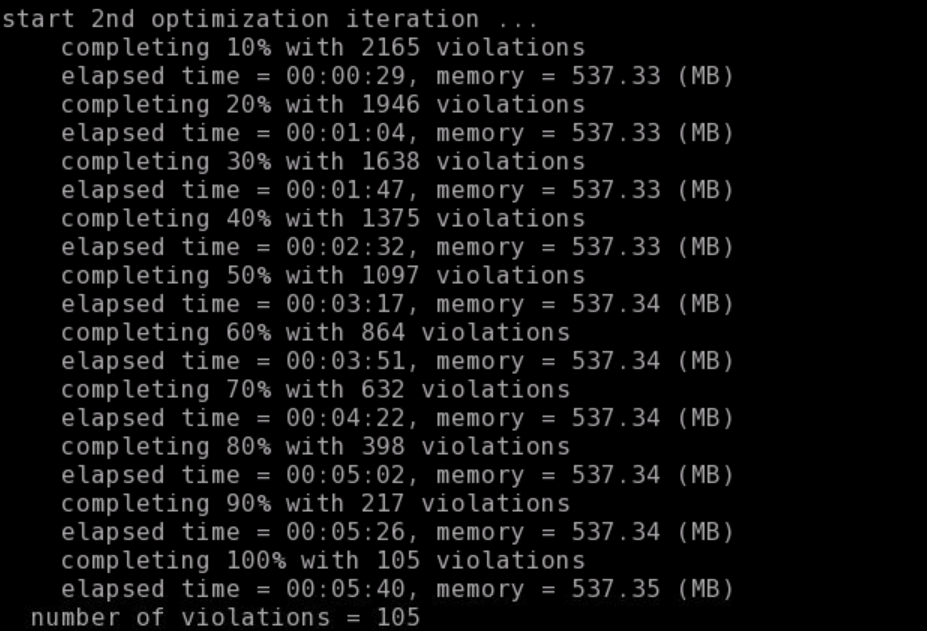 start 2nd optimization iteration ...
completing 10% with 2165 violations
elapsed time = 00:00:29, memory = 537.33 (MB)
completing 20% with 1946 violations
elapsed time = 00:01:04, memory = 537.33 (MB)
completing 30% with 1638 violations
elapsed time = 00:01:47, memory = 537.33 (MB)
completing 40% with 1375 violations
elapsed time = 00:02:32, memory = 537.33 (MB)
completing 50% with 1097 violations
elapsed time = 00:03:17, memory = 537.34 (MB)
completing 60% with 864 violations
elapsed time = 00:03:51, memory = 537.34 (MB)
completing 70% with 632 violations
elapsed time = 00:04:22, memory = 537.34 (MB)
completing 80% with 398 violations
elapsed time = 00:05:02, memory = 537.34 (MB)
completing 90% with 217 violations
elapsed time = 00:05:26, memory = 537.34 (MB)
completing 100% with 105 violations
elapsed time = 00:05:40, memory = 537.35 (MB)
number of violations = 105